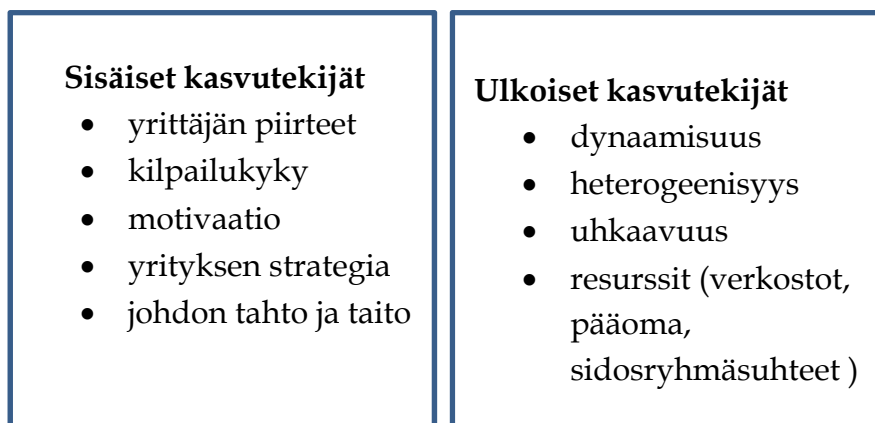 Sisäiset kasvutekijät
• yrittäjän piirteet
• kilpailukyky
• motivaatio
• yrityksen strategia
• johdon tahto ja taito
Ulkoiset kasvutekijät
• dynaamisuus
• heterogeenisyys
• uhkaavuus
• resurssit (verkostot,
pääoma,
sidosryhmäsuhteet )